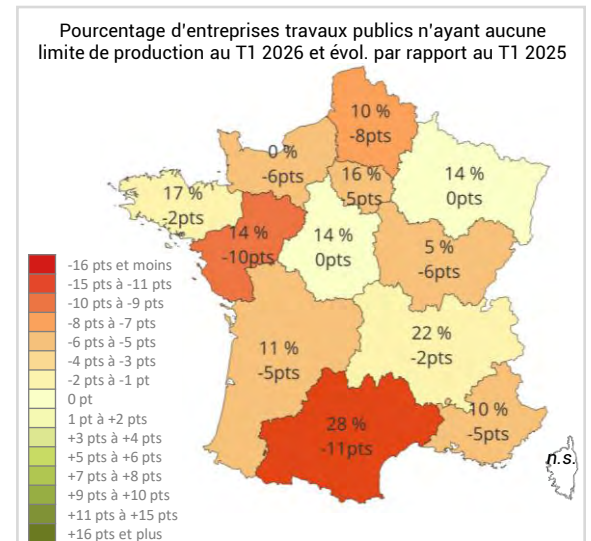 Pourcentage d'entreprises travaux publics n'ayant aucune
limite de production au T1 2026 et évol. par rapport au T1 2025
10 %
-8pts
0 %
-6pts
16 %
-5pts
14 %
0pts
17 %
-2pts
14 %
-10pts
14 %
0pts
5 %
-6pts
11 %
-5pts
22 %
-2pts
28 %
-11pts
10 %
-5pts
n.s.
-16 pts et moins
-15 pts à -11 pts
-10 pts à -9 pts
-8 pts à -7 pts
-6 pts à -5 pts
-4 pts à -3 pts
-2 pts à -1 pt
0 pt
1 pt à +2 pts
+3 pts à +4 pts
+5 pts à +6 pts
+7 pts à +8 pts
+9 pts à +10 pts
+11 pts à +15 pts
+16 pts et plus